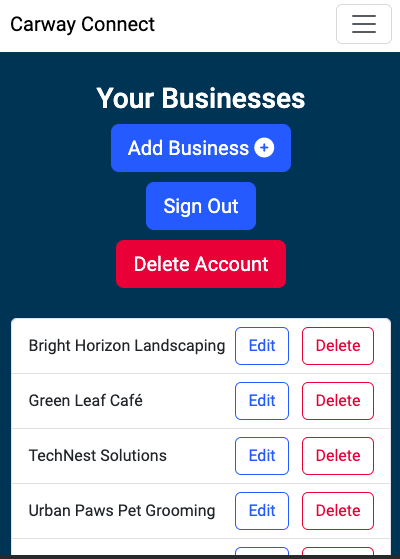 Carway Connect
Your Businesses
Add Business
Sign Out
Delete Account
Bright Horizon Landscaping Edit Delete
Green Leaf Café Edit Delete
TechNest Solutions Edit Delete
Urban Paws Pet Grooming Edit Delete